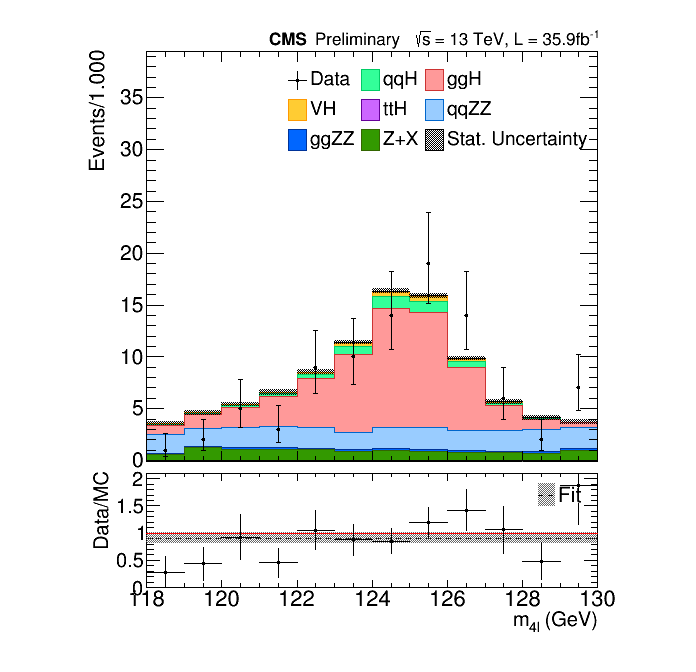 CMS Preliminary √s = 13 TeV, L = 35.9fb-1
Events/1.000
Data qqH ggH
VH ttH qqZZ
ggZZ Z+X Stat. Uncertainty
35
30
25
20
15
10
5
0
Data/MC
2
1.5
1
0.5
0
Fit
118 120 122 124 126 128 130
m4l (GeV)